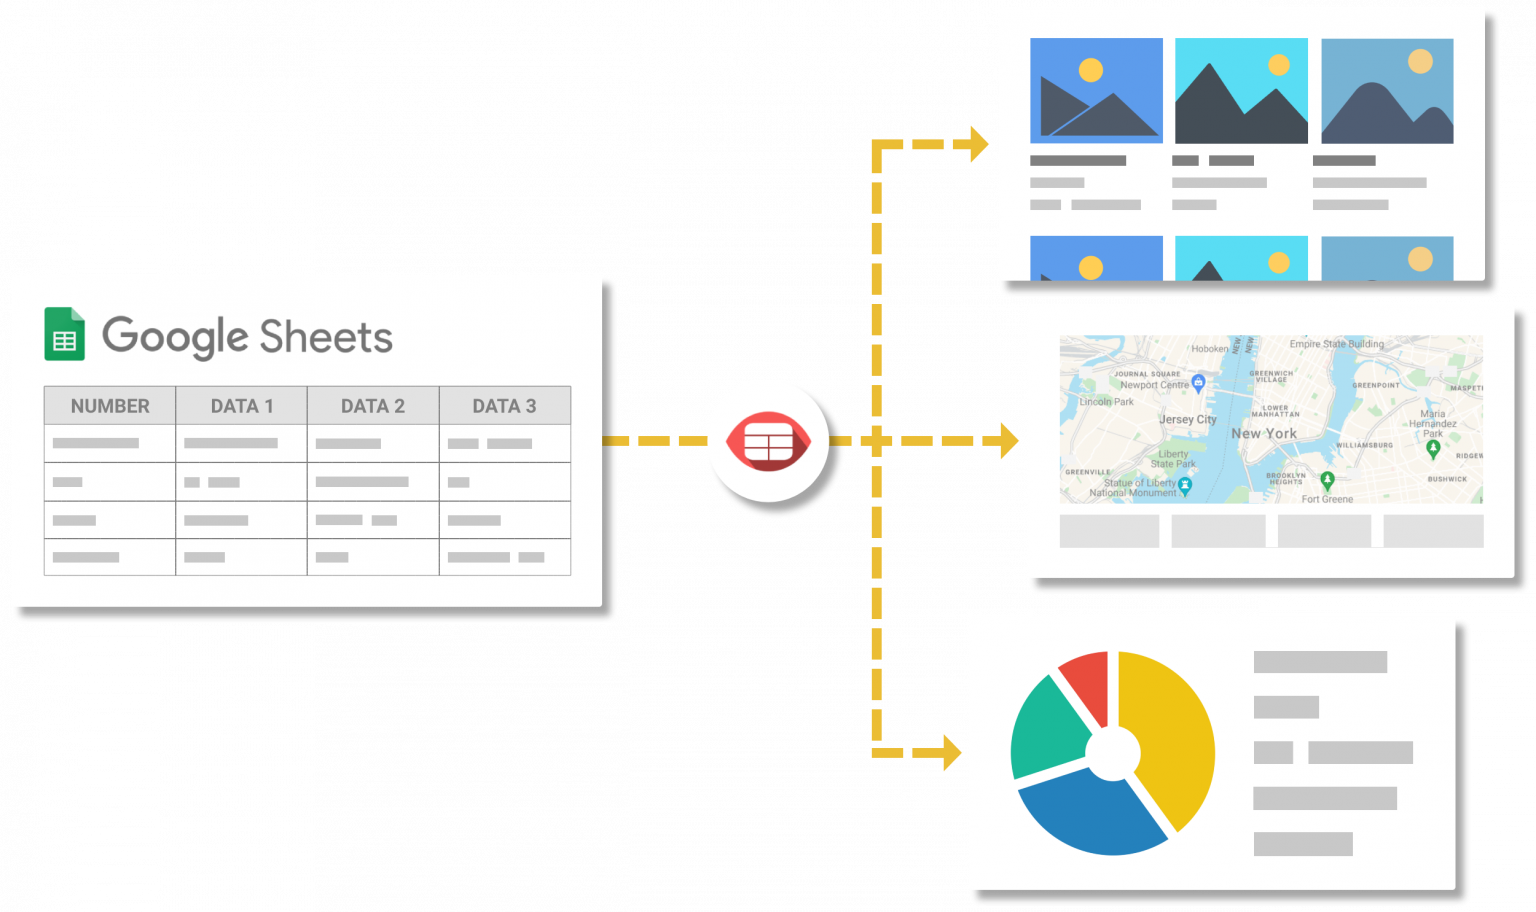 Google Sheets
NUMBER DATA 1 DATA 2 DATA 3
Hoboken
NEW
NEW
Empire State Building
JOURNAL SQUARE
Newport Centre
GREENWICH
VILLAGE
GREENPOINT
MASPETH
Lincoln Park
LOWER
MANHATTAN
Maria
Hernandez
Park
Jersey City
New York
WILLIAMSBURG
Liberty
State Park
RIDGEW
GREENVILLE
BROOKLYN
HEIGHTS
BUSHWICK
Statue of Liberty
National Monument
Fort Greene